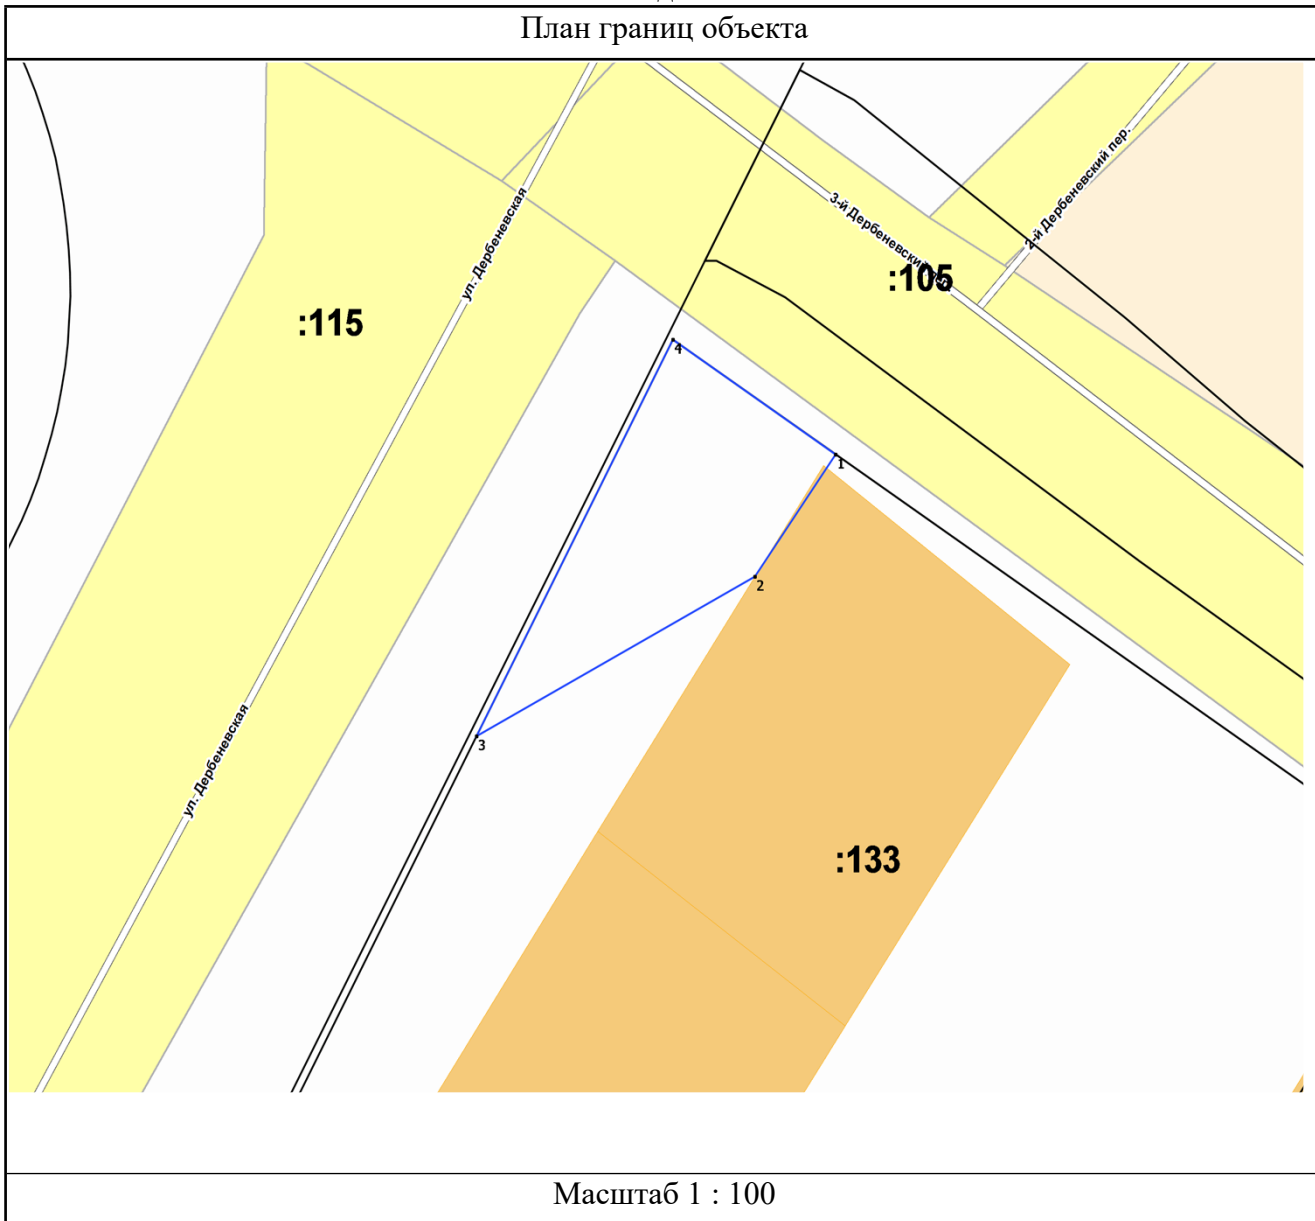 План границ объекта
2-й Дербеневский пер.
3-й Дербеневский
ул. Дербеневская
:105
:115
4
1
2
3
ул. Дербеневская
:133
Масштаб 1 : 100